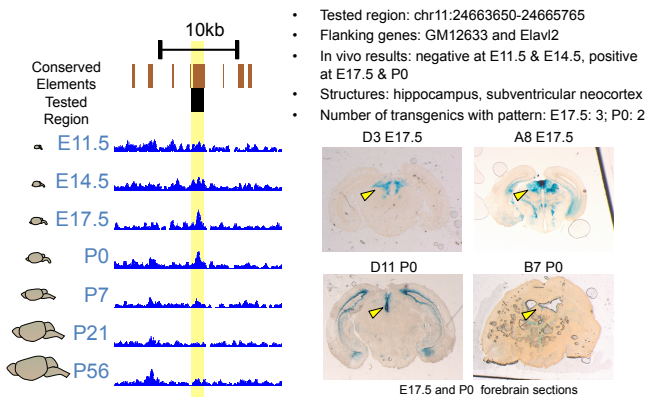 10kb
Conserved
Elements
Tested
Region
E11.5
E14.5
E17.5
P0
P7
P21
P56
• Tested region: chr11:24663650-24665765
• Flanking genes: GM12633 and Elavl2
• In vivo results: negative at E11.5 & E14.5, positive
at E17.5 & P0
• Structures: hippocampus, subventricular neocortex
• Number of transgenics with pattern: E17.5: 3; P0: 2
D3 E17.5
A8 E17.5
D11 P0
B7 P0
E17.5 and P0 forebrain sections